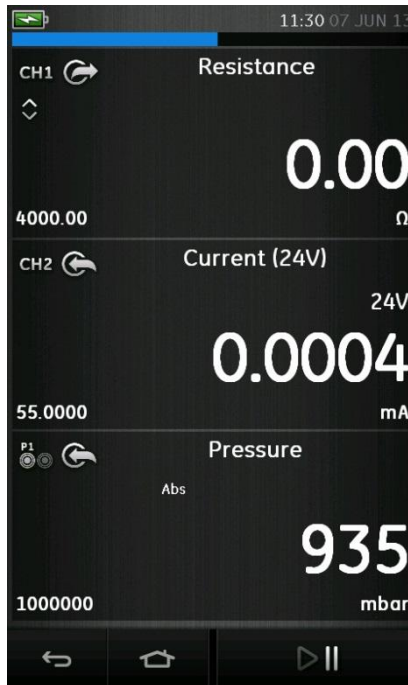 11:30 07 JUN 13
CH1 Resistance
0.00
4000.00 Ω
CH2 Current (24V)
24V
0.0004
55.0000 mA
P1 Pressure
Abs
935
1000000 mbar